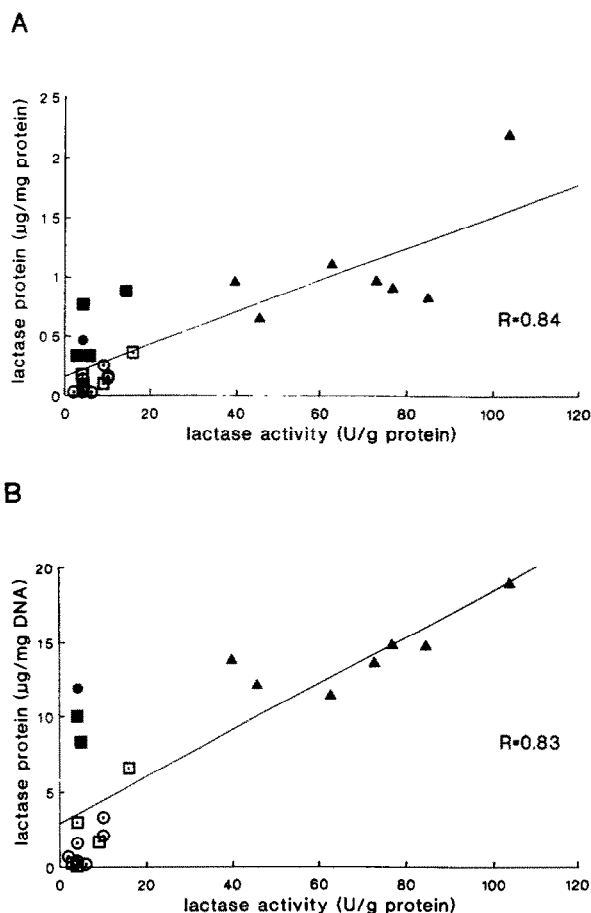 A
lactase protein (µg/mg protein)
2 5
2
1 5
1
0 5
0
R=0.84
0 20 40 60 80 100 120
lactase activity (U/g protein)
B
lactase protein (µg/mg DNA)
20
15
10
5
0
R=0.83
0 20 40 60 80 100 120
lactase activity (U/g protein)